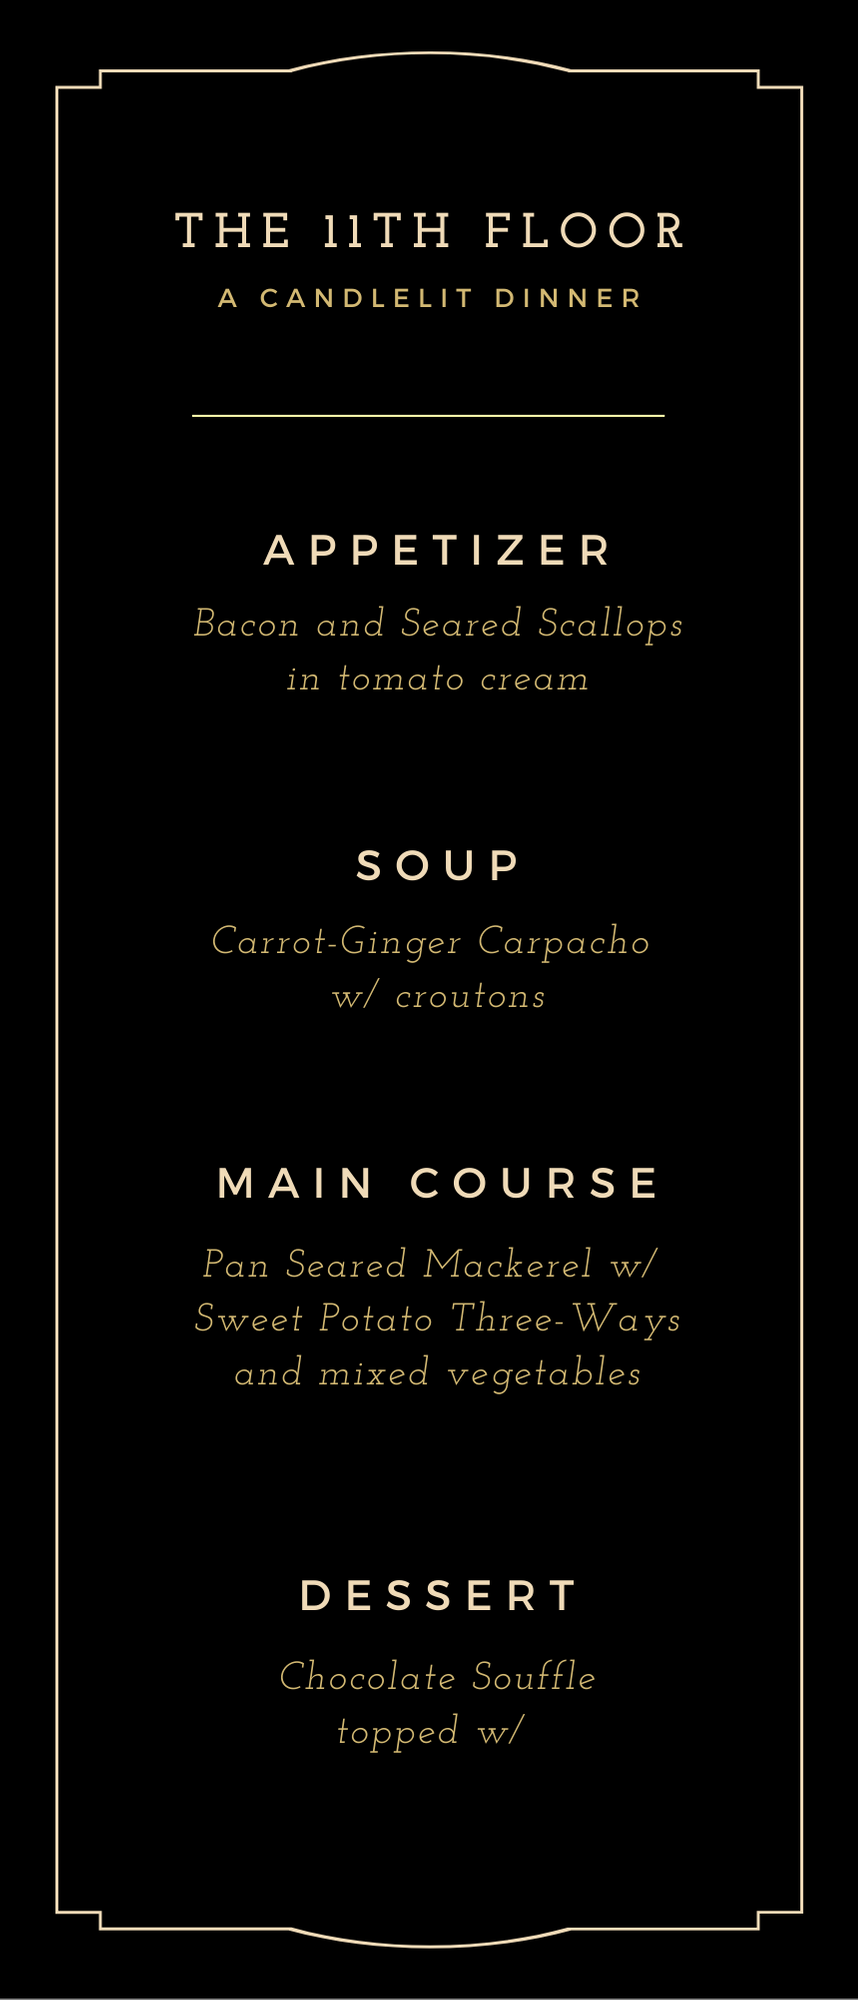 THE 11TH FLOOR
A CANDLELIT DINNER
APPETIZER
Bacon and Seared Scallops
in tomato cream
SOUP
Carrot-Ginger Carpacho
w/ croutons
MAIN COURSE
Pan Seared Mackerel w/
Sweet Potato Three-Ways
and mixed vegetables
DESSERT
Chocolate Souffle
topped w/